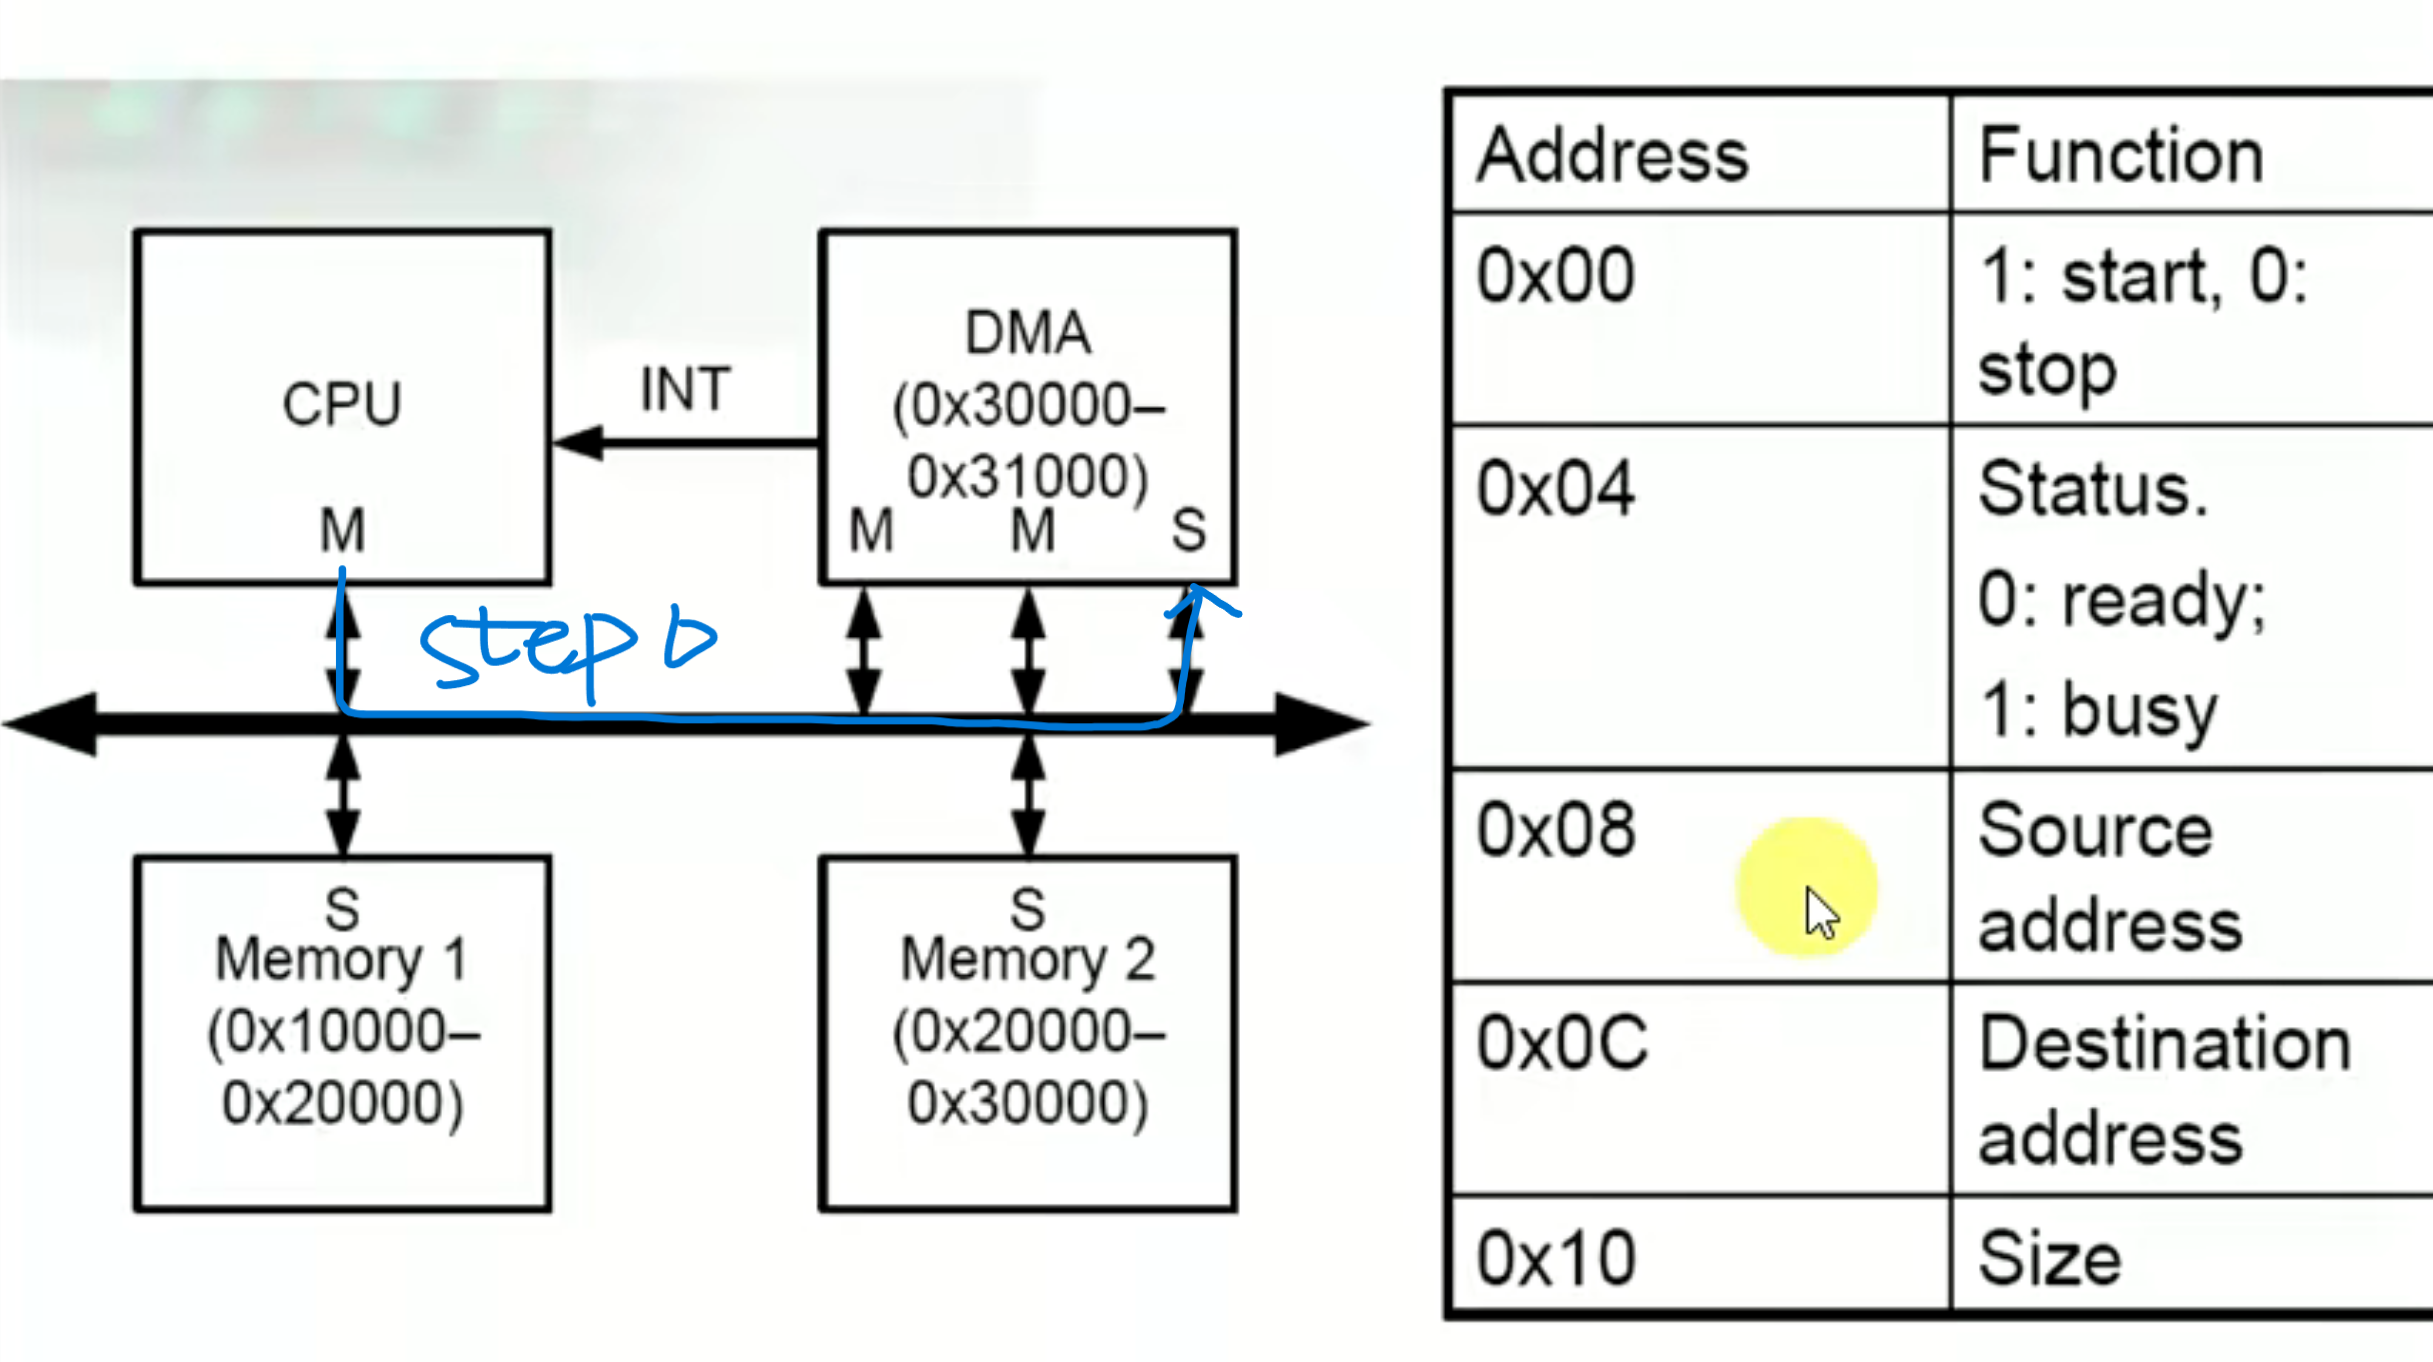 CPU
M
INT
DMA
(0x30000–
0x31000)
M M S
step 0
S
Memory 1
(0x10000–
0x20000)
S
Memory 2
(0x20000–
0x30000)
Address Function
0x00 1: start, 0:
stop
0x04 Status.
0: ready;
1: busy
0x08 Source
address
0x0C Destination
address
0x10 Size